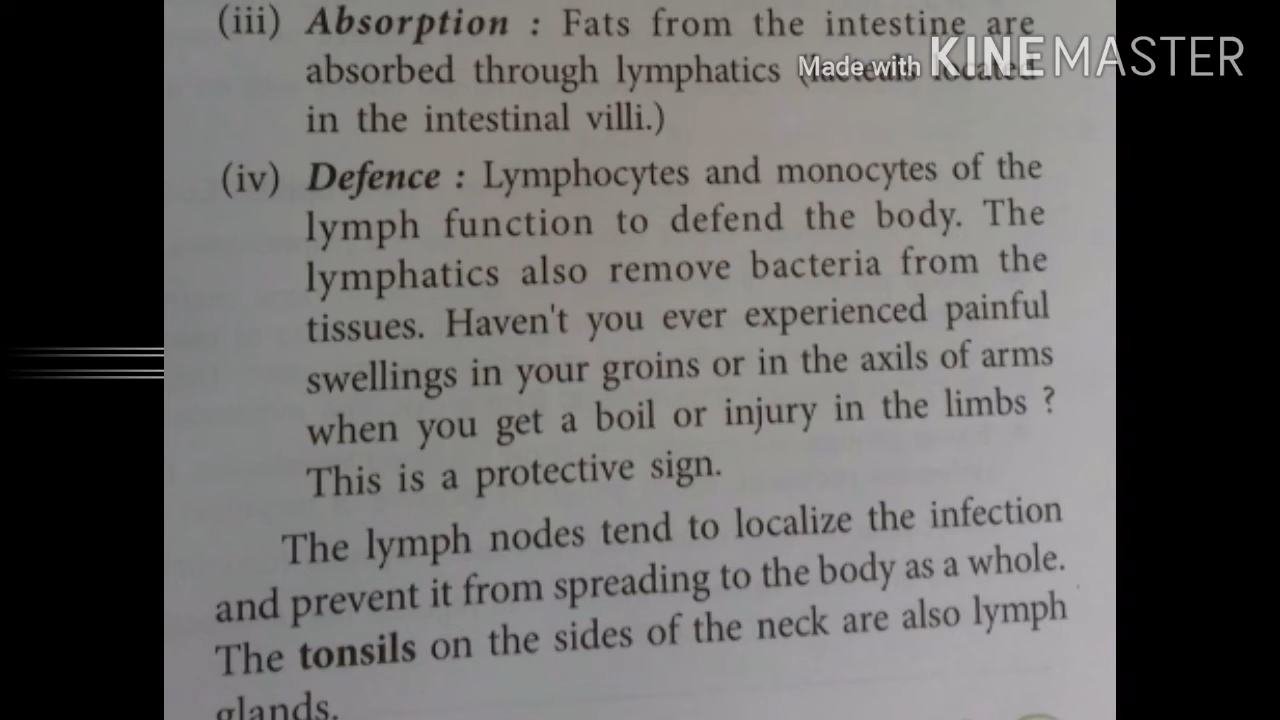 (iii) Absorption : Fats from the intestine are
absorbed through lymphatics (lacteals located
in the intestinal villi.)
(iv) Defence : Lymphocytes and monocytes of the
lymph function to defend the body. The
lymphatics also remove bacteria from the
tissues. Haven't you ever experienced painful
swellings in your groins or in the axils of arms
when you get a boil or injury in the limbs ?
This is a protective sign.
The lymph nodes tend to localize the infection
and prevent it from spreading to the body as a whole.
The tonsils on the sides of the neck are also lymph
glands.
Made with KINEMASTER